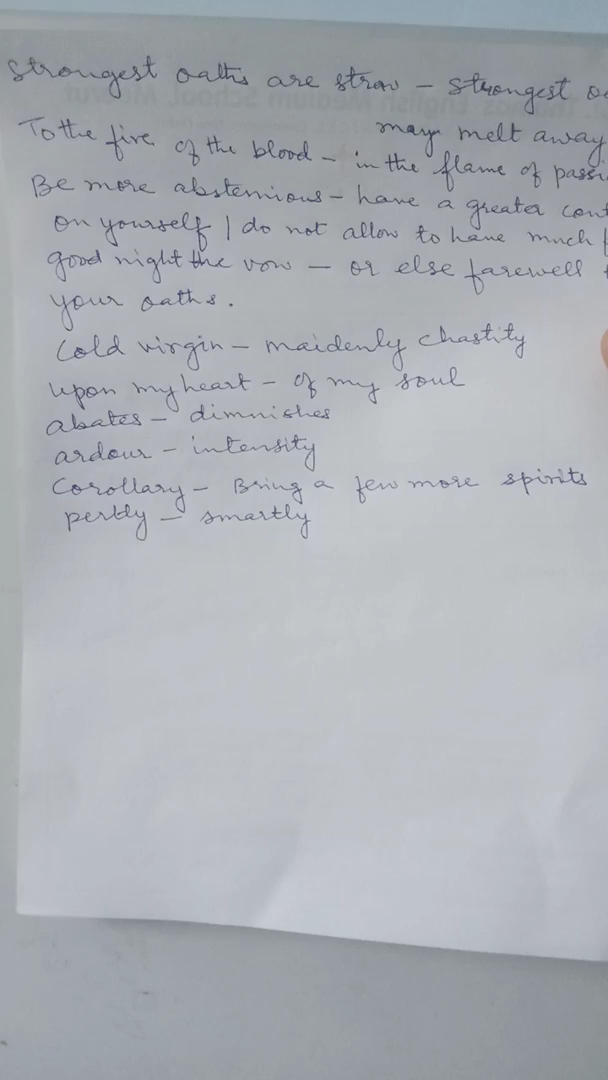 strongest oaths are straw - strongest
may melt away
To the fire of the blood - in the flame of passi
Be more abstemious - have a greater cont
on yourself / do not allow to have much
good night the vow - or else farewell
your oaths.
Cold virgin - maidenly chastity
upon my heart - of my soul
abates - dimnishes
ardour - intensity
Corollary - Bring a few more spirits
pertly - smartly